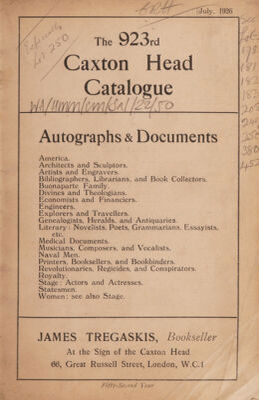 July, 1926
The 923rd
Caxton Head
Catalogue
Autographs & Documents
America.
Architects and Sculptors.
Artists and Engravers.
Bibliographers, Librarians, and Book Collectors.
Buonaparte Family.
Divines and Theologians.
Economists and Financiers.
Engineers.
Explorers and Travellers.
Genealogists, Heralds, and Antiquaries.
Literary: Novelists, Poets, Grammarians, Essayists,
etc.
Medical Documents.
Musicians, Composers, and Vocalists.
Naval Men.
Printers, Booksellers, and Bookbinders.
Revolutionaries, Regicides, and Conspirators.
Royalty.
Stage: Actors and Actresses.
Statesmen.
Women: see also Stage.
JAMES TREGASKIS, Bookseller
At the Sign of the Caxton Head
66, Great Russell Street, London, W.C.1
Fifty-Second Year